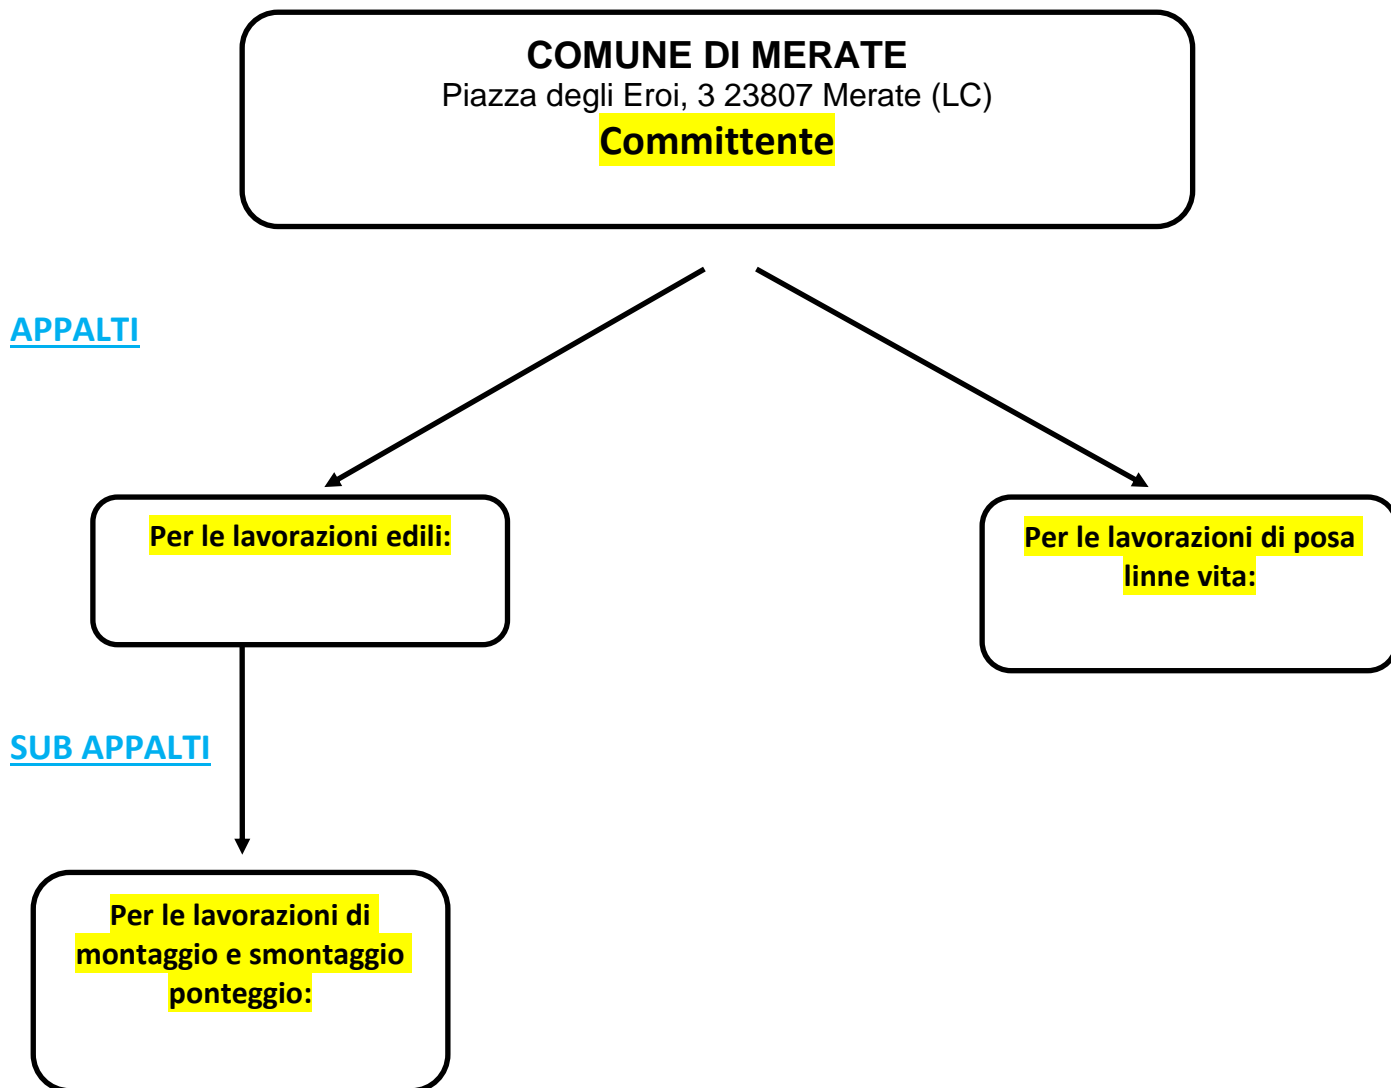 COMUNE DI MERATE
Piazza degli Eroi, 3 23807 Merate (LC)
Committente
APPALTI
Per le lavorazioni edili:
Per le lavorazioni di posa
linne vita:
SUB APPALTI
Per le lavorazioni di
montaggio e smontaggio
ponteggio: